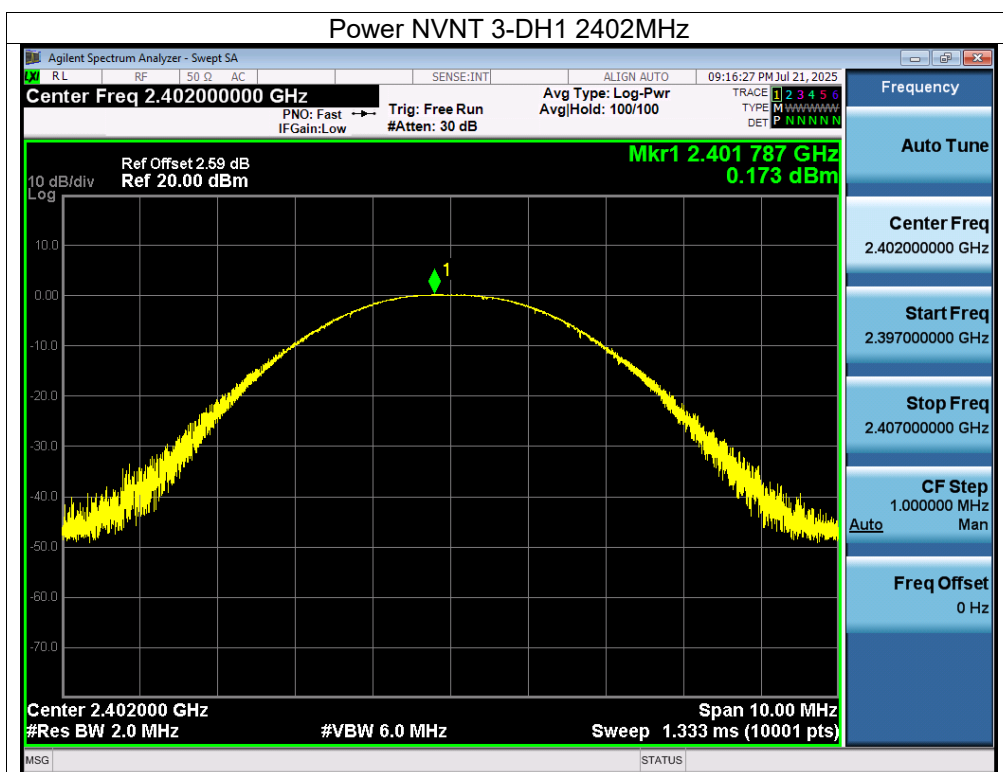 Power NVNT 3-DH1 2402MHz
Agilent Spectrum Analyzer - Swept SA
LXI RL RF 50 Ω AC SENSE:INT ALIGN AUTO 09:16:27 PM Jul 21, 2025
Center Freq 2.402000000 GHz
PNO: Fast
IFGain:Low
Trig: Free Run
#Atten: 30 dB
Avg Type: Log-Pwr
Avg|Hold: 100/100
TRACE 1 2 3 4 5 6
TYPE M WWWWW
DET P N N N N N
Mkr1 2.401 787 GHz
0.173 dBm
Ref Offset 2.59 dB
10 dB/div Ref 20.00 dBm
Log
10.0
0.00
-10.0
-20.0
-30.0
-40.0
-50.0
-60.0
-70.0
1
Center 2.402000 GHz Span 10.00 MHz
#Res BW 2.0 MHz #VBW 6.0 MHz Sweep 1.333 ms (10001 pts)
MSG STATUS
Frequency
Auto Tune
Center Freq
2.402000000 GHz
Start Freq
2.397000000 GHz
Stop Freq
2.407000000 GHz
CF Step
1.000000 MHz
Auto Man
Freq Offset
0 Hz